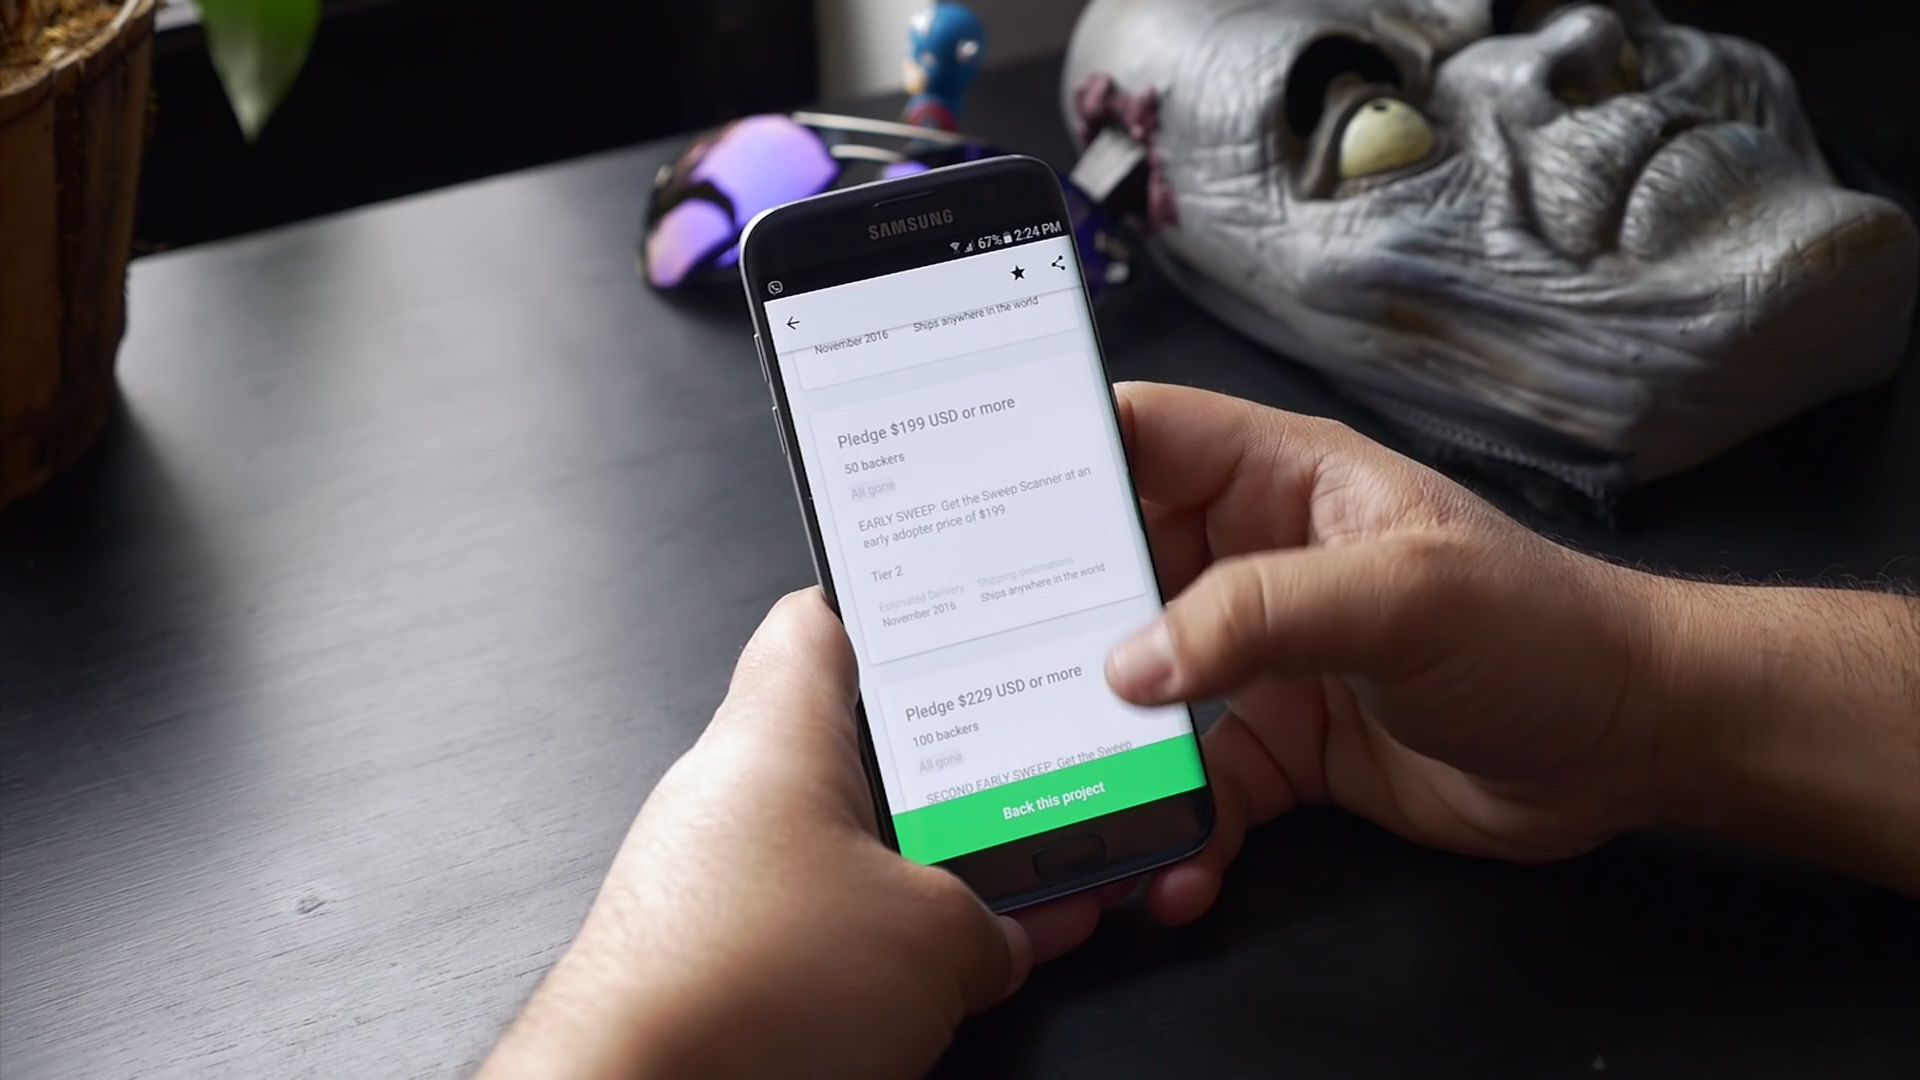 SAMSUNG
67% 2:24 PM
November 2016 Ships anywhere in the world
Pledge $199 USD or more
50 backers
All gone
EARLY SWEEP: Get the Sweep Scanner at an
early adopter price of $199.
Tier 2
Estimated Delivery Shipping destinations
November 2016 Ships anywhere in the world
Pledge $229 USD or more
100 backers
All gone
SECOND EARLY SWEEP: Get the Sweep
Back this project